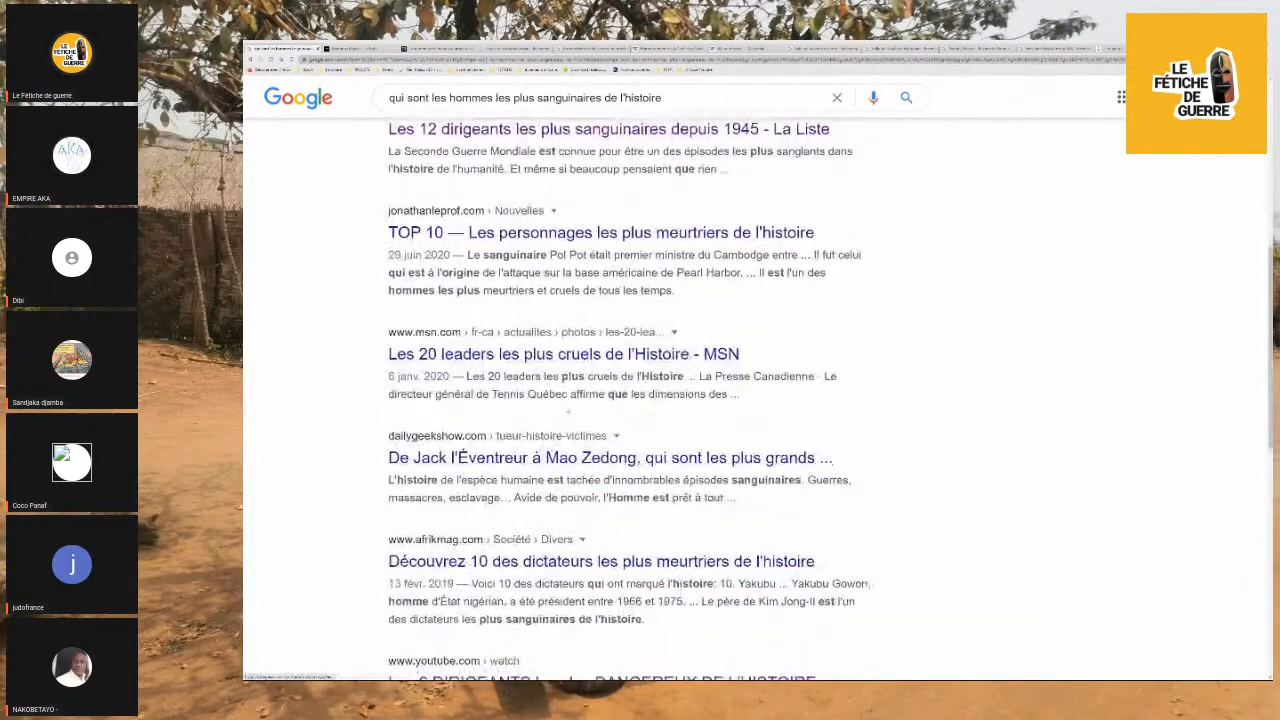 LE
FÉTICHE
DE
GUERRE
Le Fétiche de guerre
AKA
EMPIRE AKA
Dibi
Sandjaka djamba
Coco Panaf
j
judofrance
NAKOBETAYO -
Google
qui sont les hommes les plus sanguinaires de l'histoire
Les 12 dirigeants les plus sanguinaires depuis 1945 - La Liste
La Seconde Guerre Mondiale est connue pour être un des épisodes les plus sanglants dans
l'histoire de l'humanité. Et même si beaucoup pensaient que rien ...
jonathanleprof.com › Nouvelles
TOP 10 — Les personnages les plus meurtriers de l'histoire
29 juin 2020 — Le sanguinaire Pol Pot était premier ministre du Cambodge entre ... Il fut celui
qui est à l'origine de l'attaque sur la base américaine de Pearl Harbor. ... Il est l'un des
hommes les plus meurtriers et cruels de tous les temps.
www.msn.com › fr-ca › actualites › photos › les-20-lea...
Les 20 leaders les plus cruels de l'Histoire - MSN
6 janv. 2020 — Les 20 leaders les plus cruels de l'Histoire ... La Presse Canadienne - Le
directeur général de Tennis Québec affirme que les dimensions des ...
dailygeekshow.com › tueur-histoire-victimes
De Jack l'Éventreur à Mao Zedong, qui sont les plus grands ...
L'histoire de l'espèce humaine est tachée d'innombrables épisodes sanguinaires. Guerres,
massacres, esclavage… Avide de pouvoir, l'Homme est prêt à tout ...
www.afrikmag.com › Société › Divers
Découvrez 10 des dictateurs les plus meurtriers de l'histoire
13 févr. 2019 — Voici 10 des dictateurs qui ont marqué l'histoire: 10. Yakubu ... Yakubu Gowon,
homme d'État nigérian, a été président entre 1966 et 1975. ... Le père de Kim Jong-Il est l'un
des dictateurs les plus sanguinaires de l'histoire.
www.youtube.com › watch
DIRIGEANTS
DANGEREUX DE L'HISTOIRE
LE
FÉTICHE
DE
GUERRE